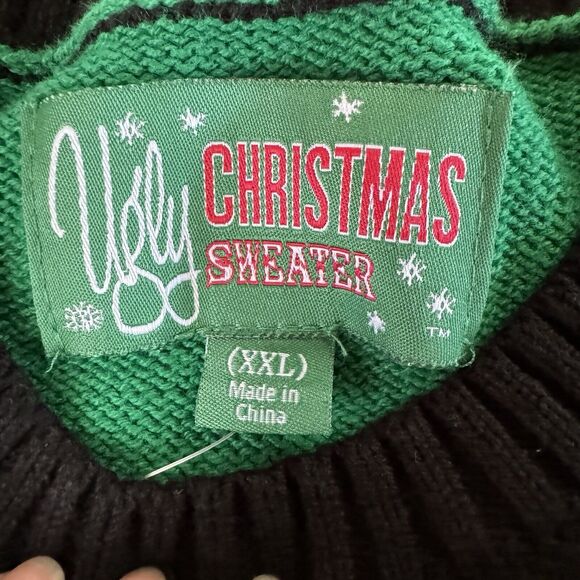 Ugly
CHRISTMAS
SWEATER
TM
(XXL)
Made in
China